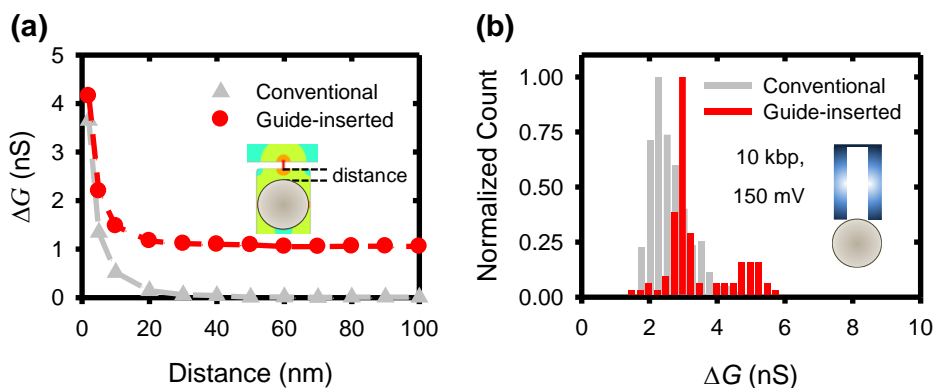 (a)
5
4
3
2
1
0
ΔG (nS)
Conventional
Guide-inserted
distance
0 20 40 60 80 100
Distance (nm)
(b)
1.00
0.75
0.50
0.25
0.00
Normalized Count
Conventional
Guide-inserted
10 kbp,
150 mV
0 2 4 6 8 10
ΔG (nS)